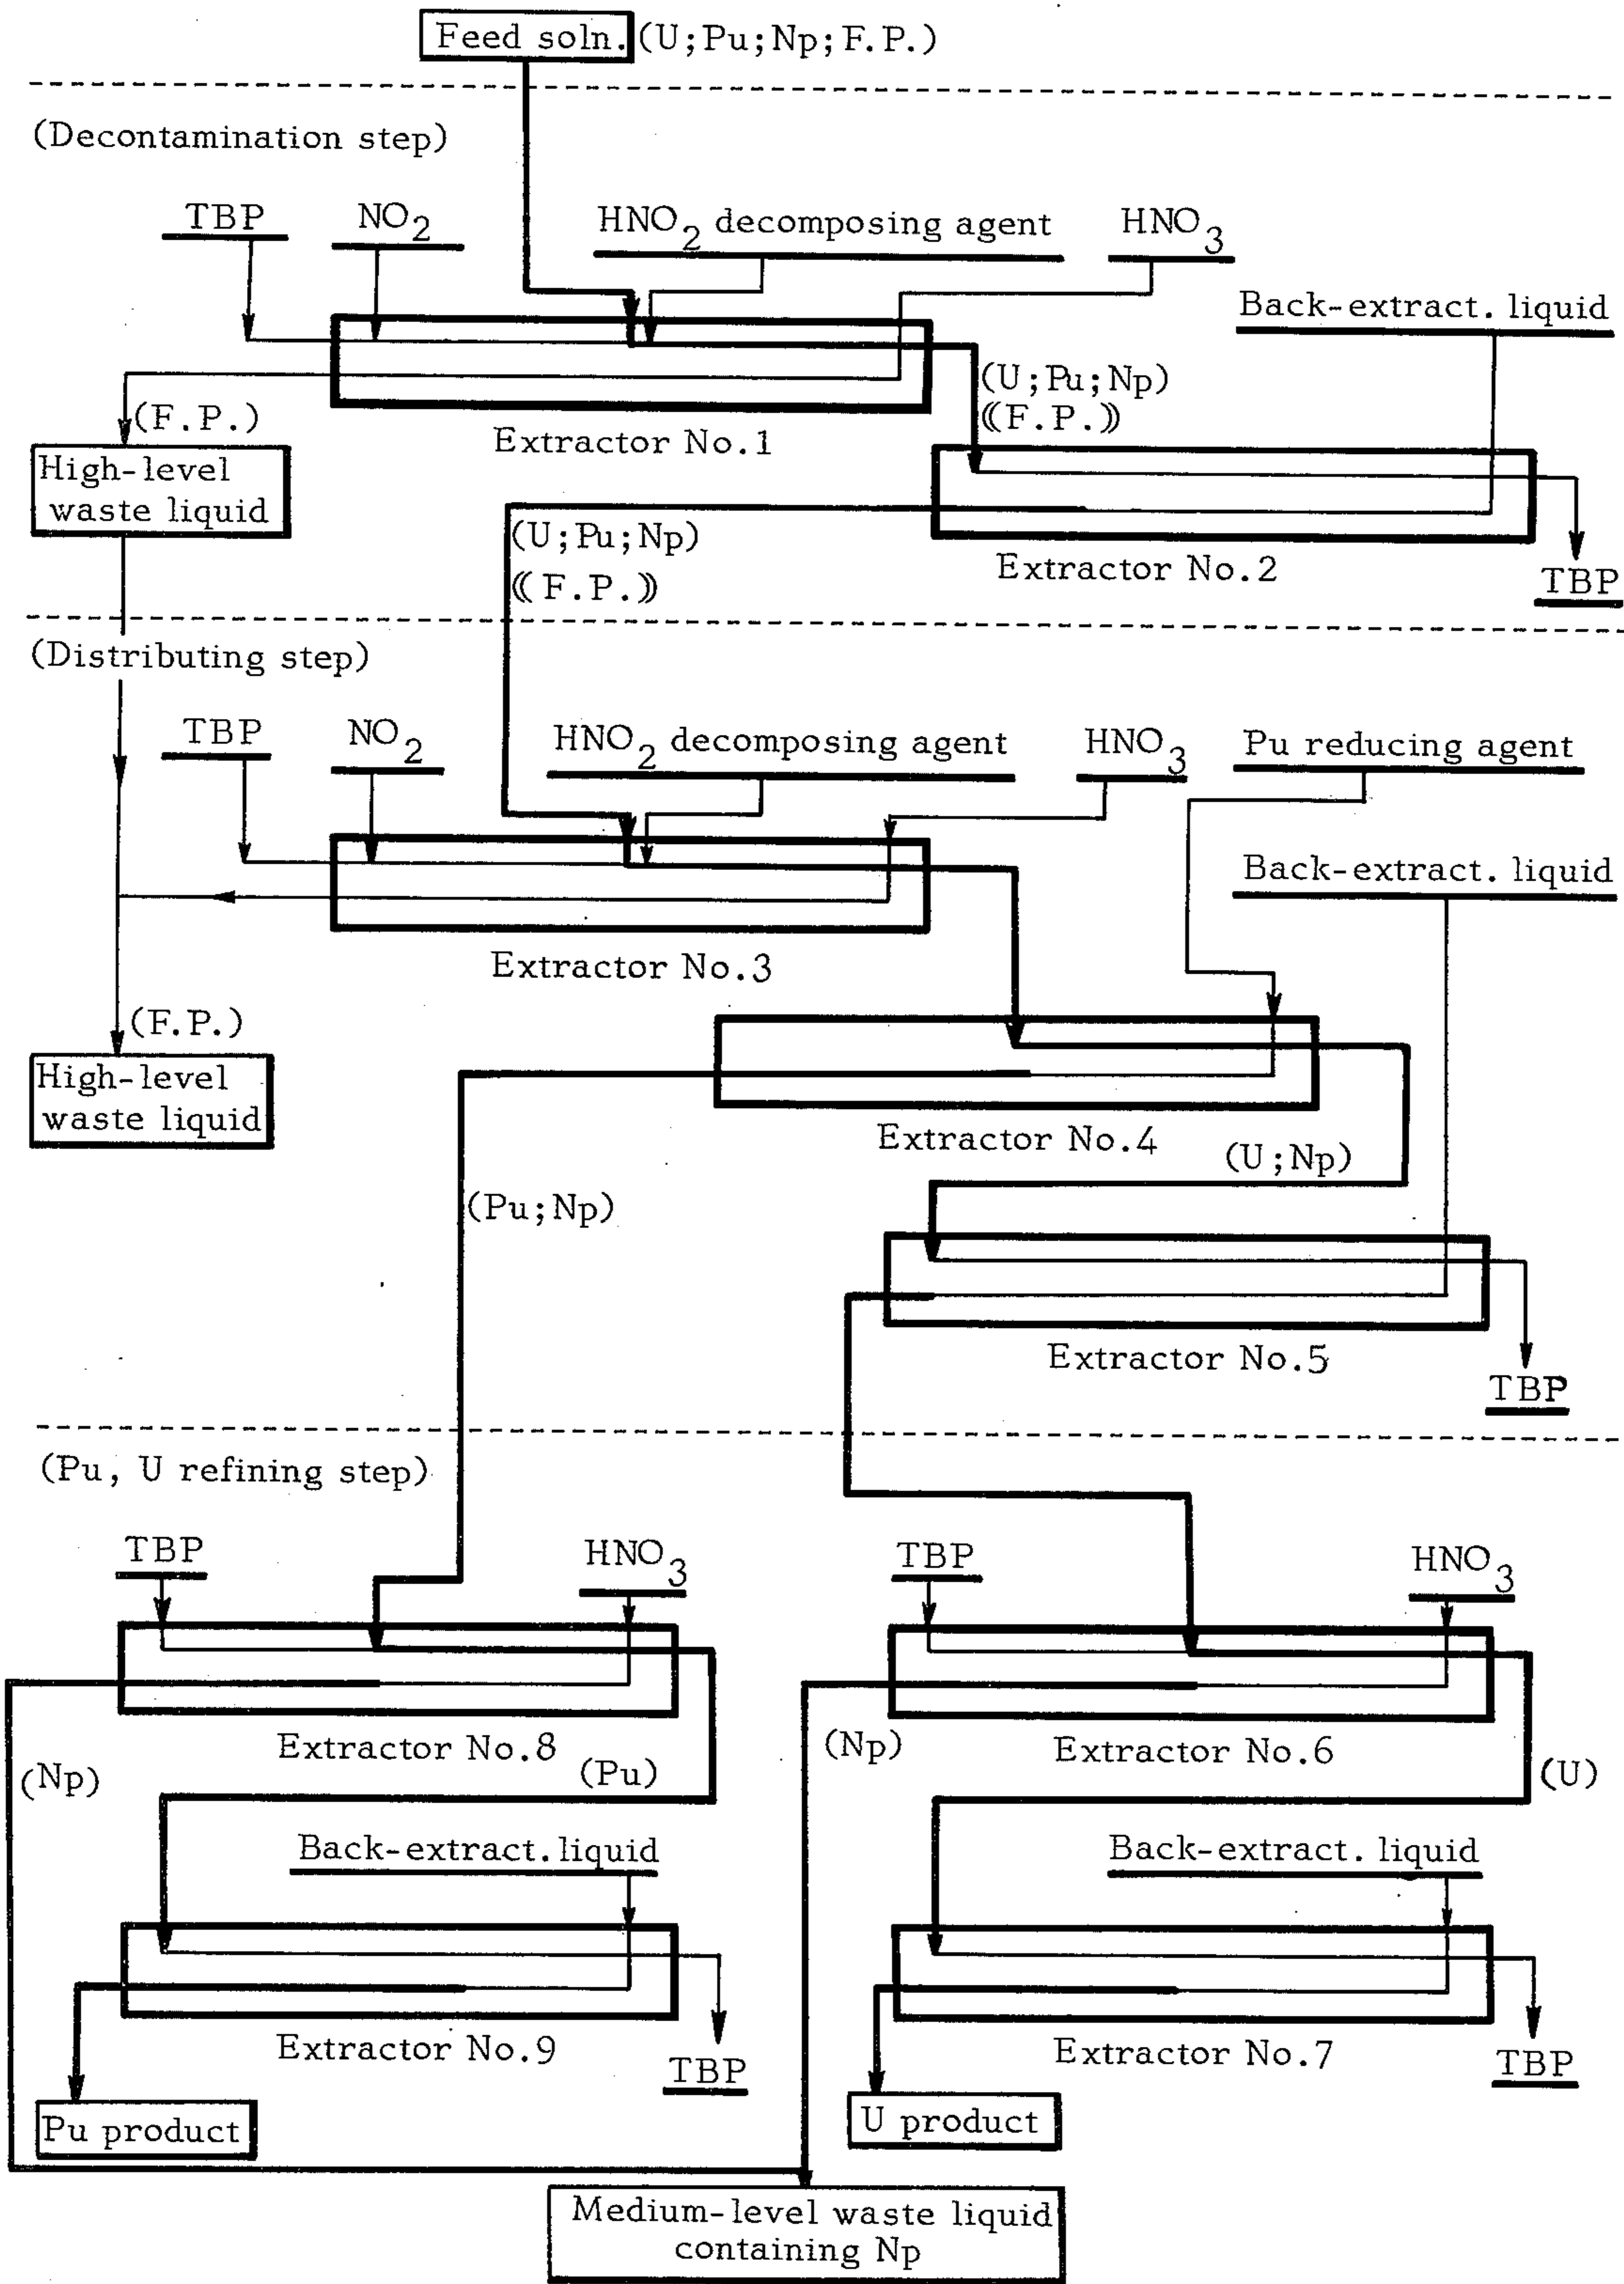 Feed soln. (U;Pu;Np;F.P.)
(Decontamination step)
TBP
NO2
HNO2 decomposing agent
HNO3
Back-extract. liquid
(U;Pu;Np)
((F.P.))
(F.P.)
Extractor No.1
High-level
waste liquid
(U;Pu;Np)
((F.P.))
Extractor No.2
TBP
(Distributing step)
TBP
NO2
HNO2 decomposing agent
HNO3
Pu reducing agent
Back-extract. liquid
Extractor No.3
(F.P.)
High-level
waste liquid
Extractor No.4
(U;Np)
(Pu;Np)
Extractor No.5
TBP
(Pu, U refining step)
TBP
HNO3
TBP
HNO3
Extractor No.8
(Np)
Extractor No.6
(Np)
(Pu)
(U)
Back-extract. liquid
Back-extract. liquid
Extractor No.9
TBP
Extractor No.7
TBP
Pu product
U product
Medium-level waste liquid
containing Np